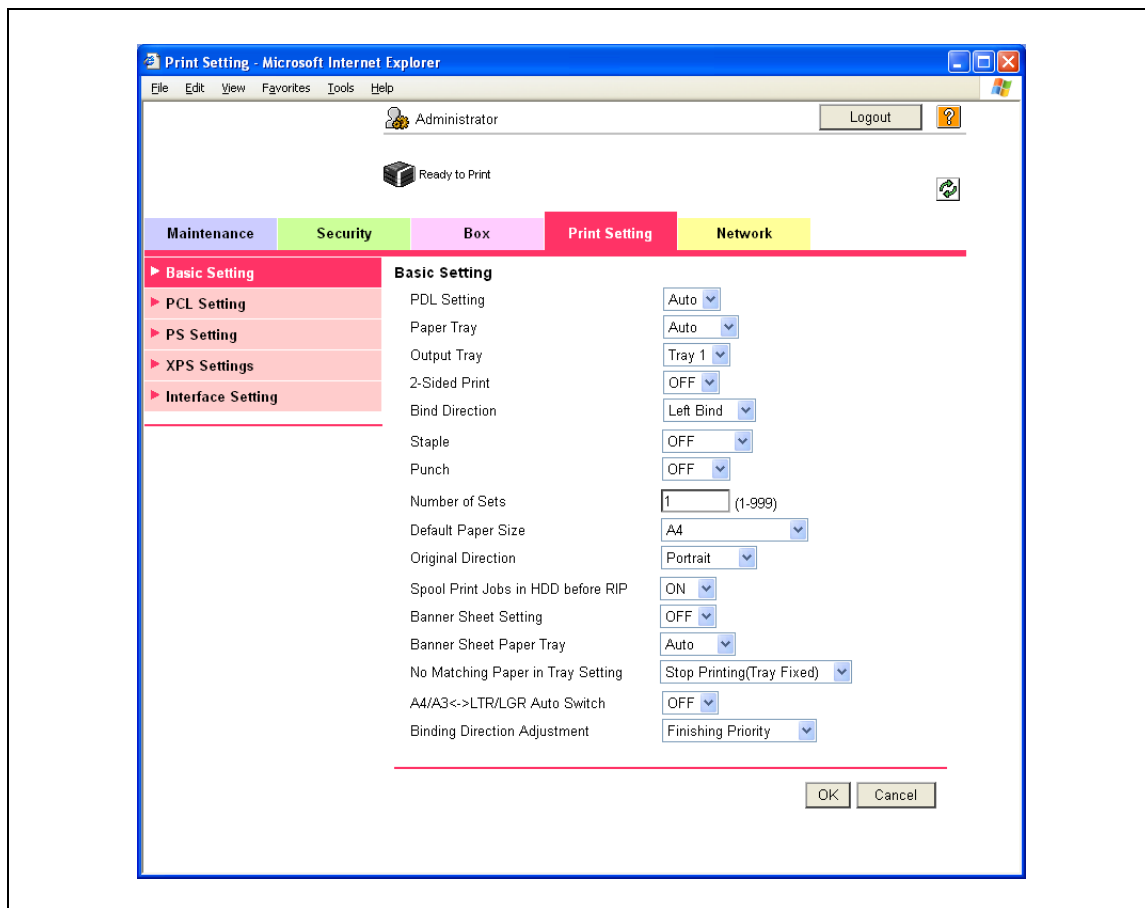 Print Setting - Microsoft Internet Explorer
File Edit View Favorites Tools Help
Administrator
Logout
?
Ready to Print
Maintenance Security Box Print Setting Network
Basic Setting
PCL Setting
PS Setting
XPS Settings
Interface Setting
Basic Setting
PDL Setting Auto
Paper Tray Auto
Output Tray Tray 1
2-Sided Print OFF
Bind Direction Left Bind
Staple OFF
Punch OFF
Number of Sets 1 (1-999)
Default Paper Size A4
Original Direction Portrait
Spool Print Jobs in HDD before RIP ON
Banner Sheet Setting OFF
Banner Sheet Paper Tray Auto
No Matching Paper in Tray Setting Stop Printing(Tray Fixed)
A4/A3<->LTR/LGR Auto Switch OFF
Binding Direction Adjustment Finishing Priority
OK Cancel